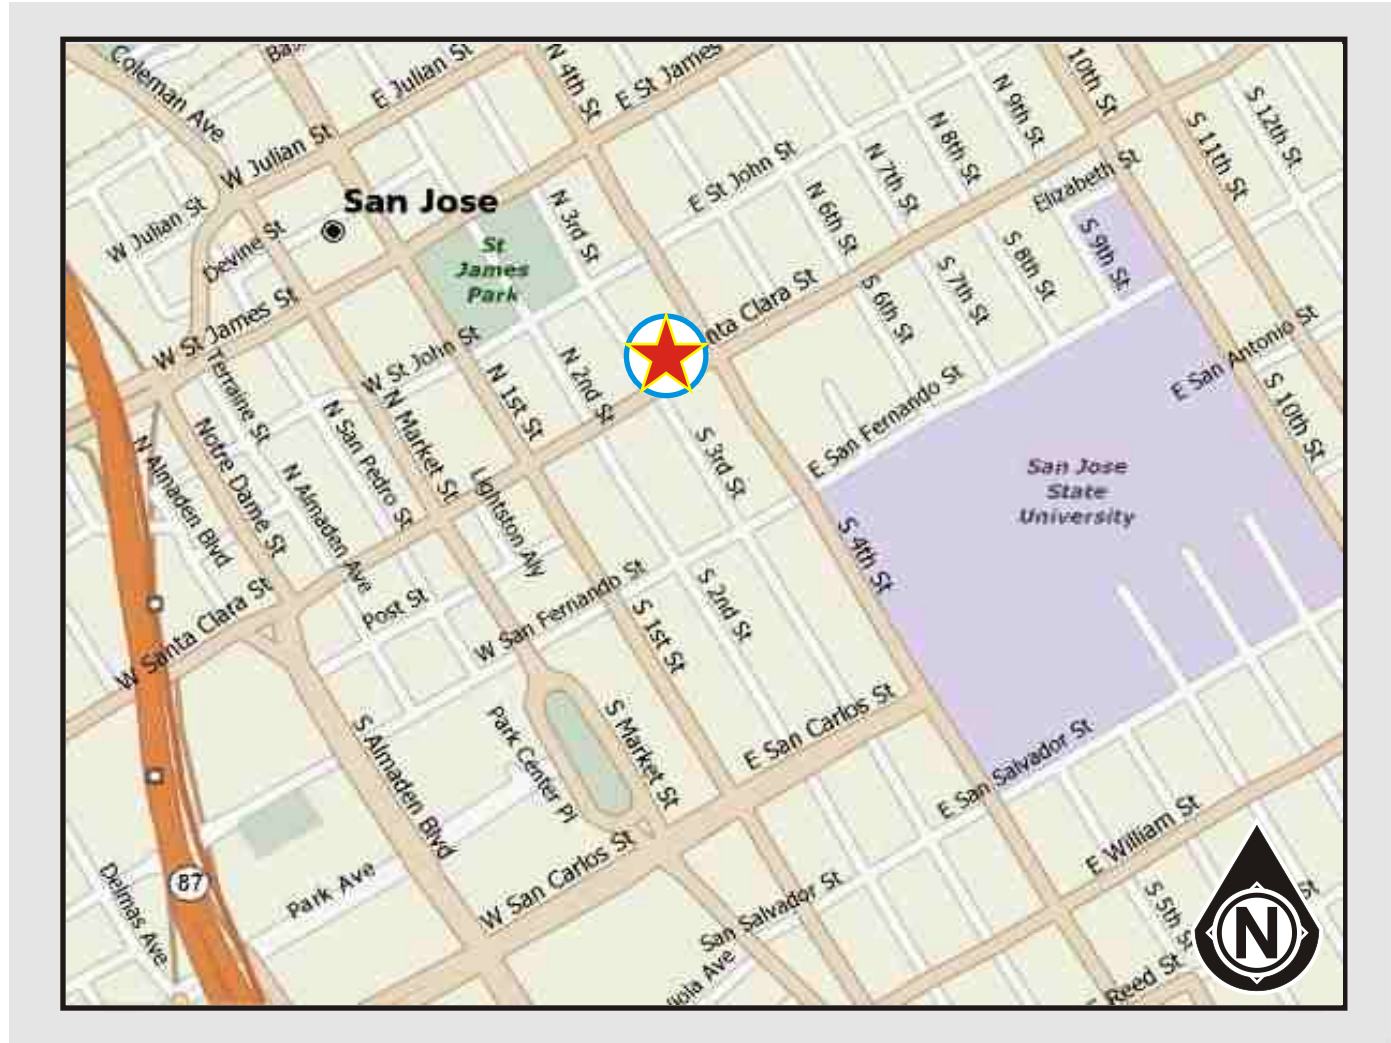 Coleman Ave
E Julian St
N 4th St
E St James
10th St
N 9th St
S 12th St
W Julian St
N 8th St
S 11th St
E St John St
N 7th St
Elizabeth St
San Jose
N 3rd St
N 6th St
W Julian St
Devine St
St
James
Park
S 9th St
S 8th St
S 7th St
S 6th St
nta Clara St
W St James St
W St John St
E San Antonio St
Terraine St
N 2nd St
N 1st St
E San Fernando St
S 10th St
N Market St
N San Pedro St
Notre Dame St
N Almaden Blvd
N Almaden Ave
Lightston Aly
S 3rd St
San Jose
State
University
S 4th St
W Santa Clara St
Post St
W San Fernando St
S 2nd St
S 1st St
S Almaden Blvd
Park Center Pl
S Market St
E San Carlos St
E San Salvador St
E William St
87
Delmas Ave
Park Ave
W San Carlos St
San Salvador St
S 5th St
St
N
Reed St
Ave